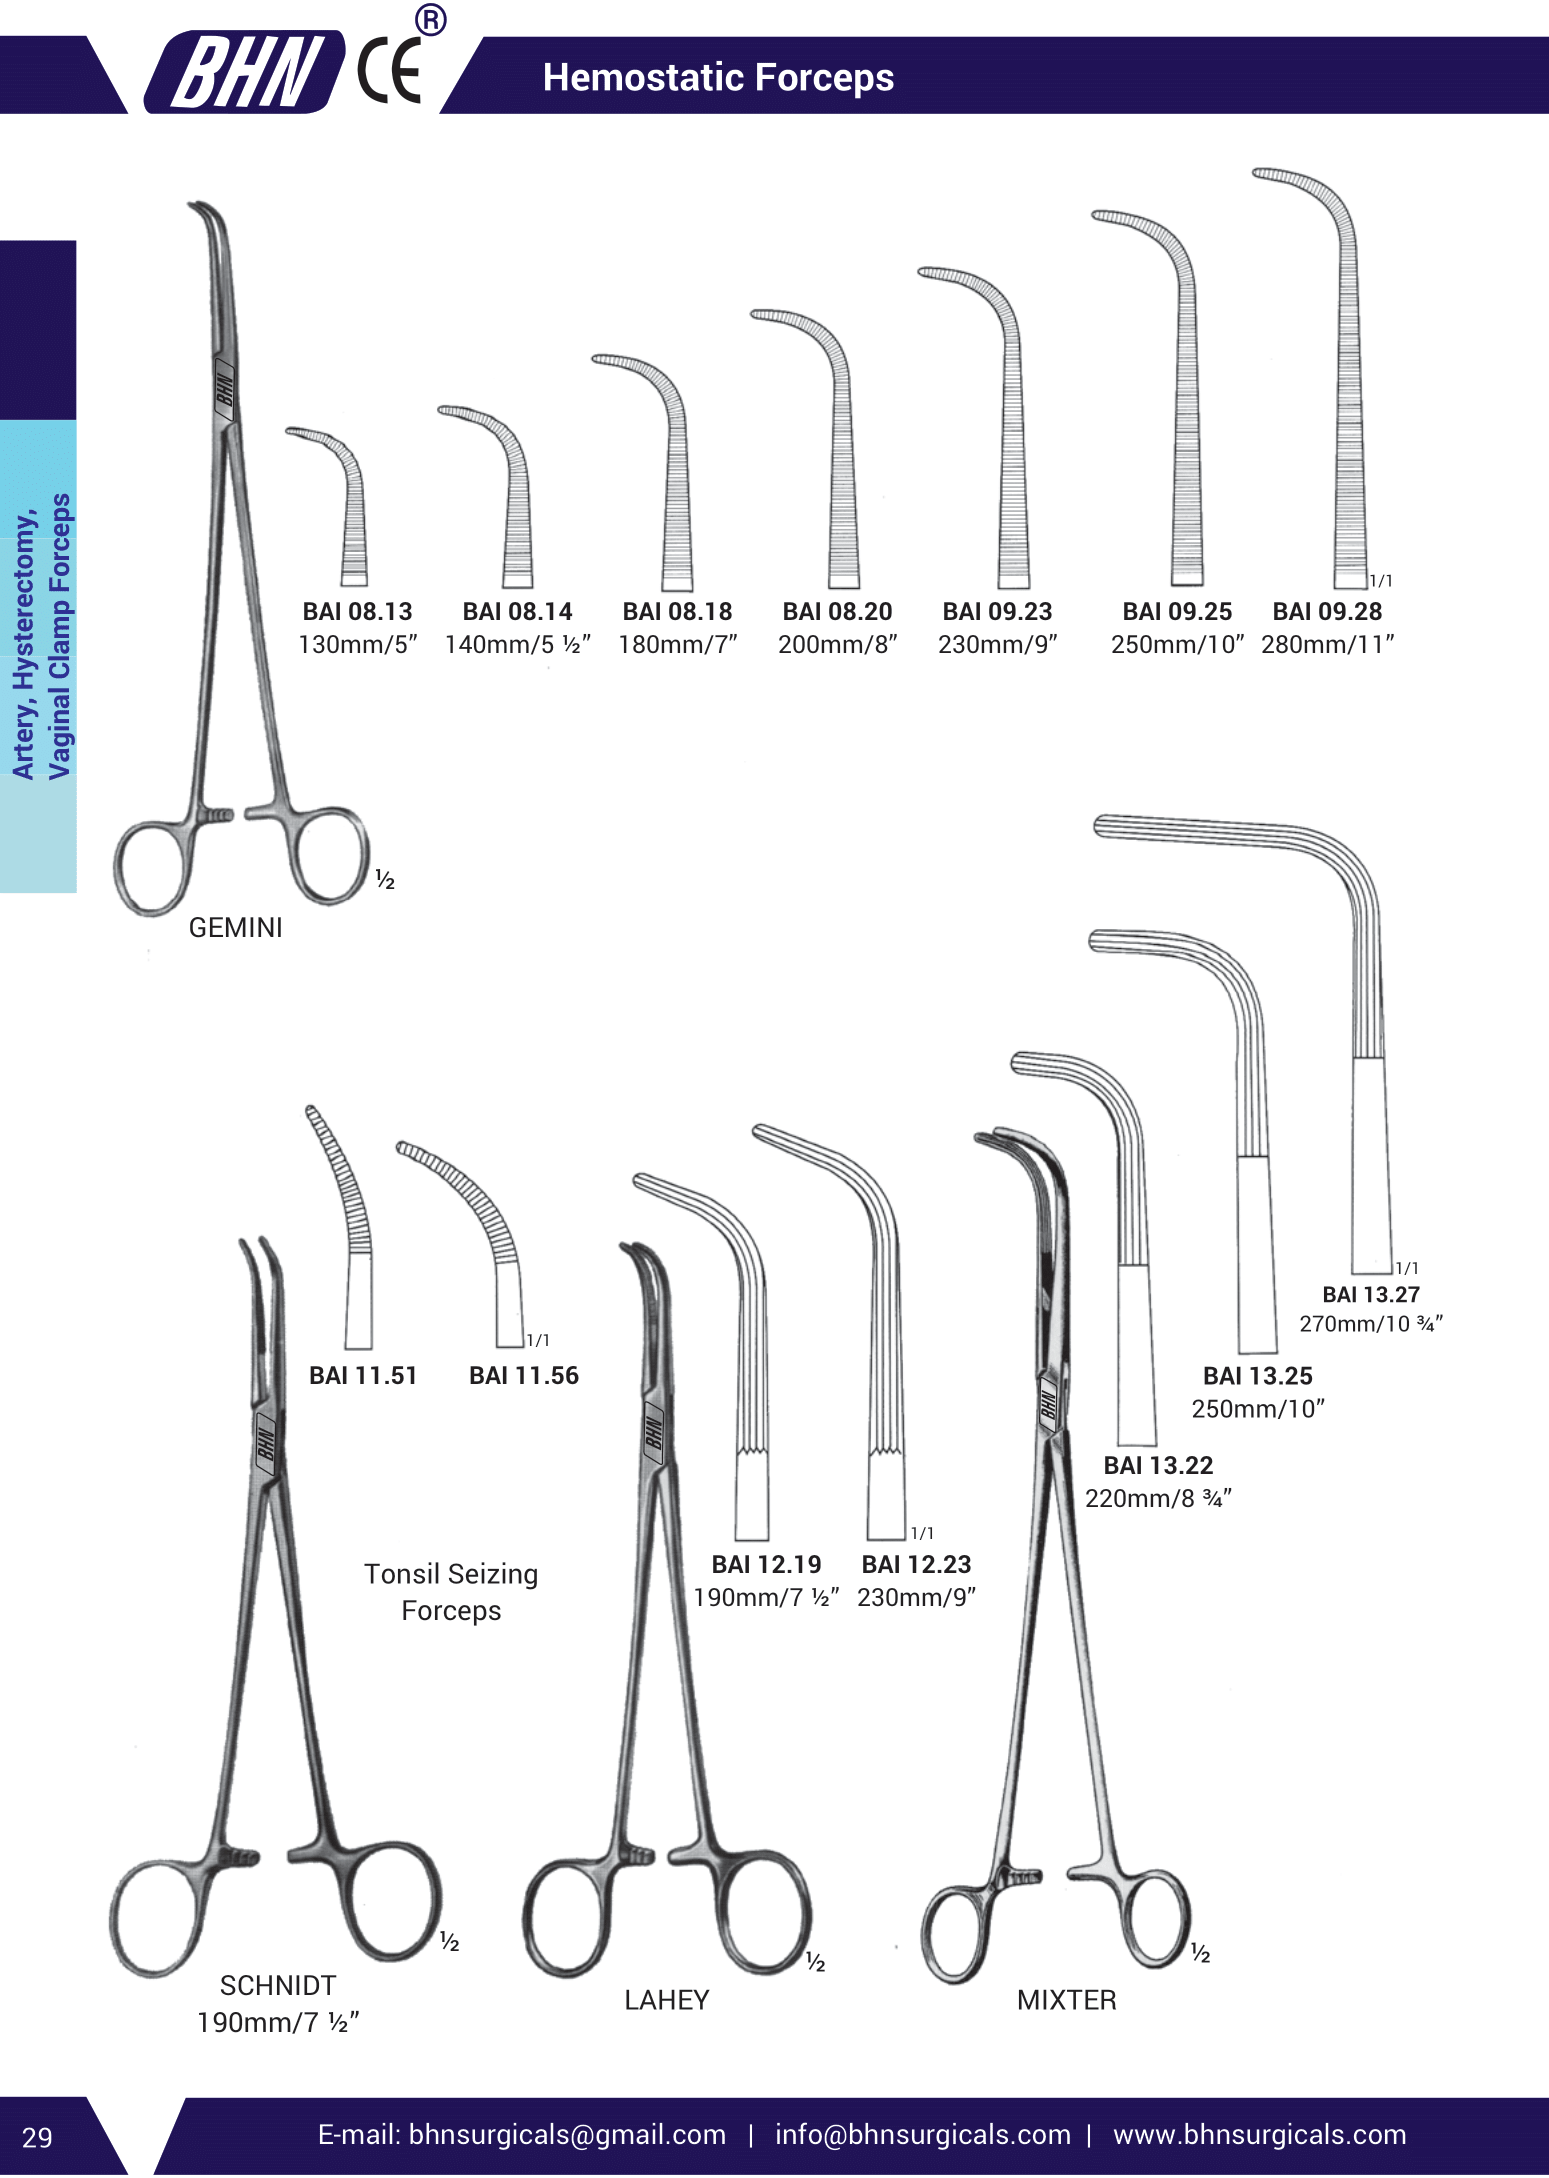 BHN CE ®
Hemostatic Forceps
Artery, Hysterectomy,
Vaginal Clamp Forceps
BHN
1/1
BAI 08.13 BAI 08.14 BAI 08.18 BAI 08.20 BAI 09.23 BAI 09.25 BAI 09.28
130mm/5” 140mm/5 ½” 180mm/7” 200mm/8” 230mm/9” 250mm/10” 280mm/11”
½
GEMINI
1/1
BAI 13.27
270mm/10 ¾”
1/1
BAI 11.51 BAI 11.56
BAI 13.25
250mm/10”
BHN
BHN
BHN
BAI 13.22
220mm/8 ¾”
1/1
BAI 12.19 BAI 12.23
190mm/7 ½” 230mm/9”
Tonsil Seizing
Forceps
½
½
½
SCHNIDT
190mm/7 ½”
LAHEY
MIXTER
29
E-mail: bhnsurgicals@gmail.com | info@bhnsurgicals.com | www.bhnsurgicals.com